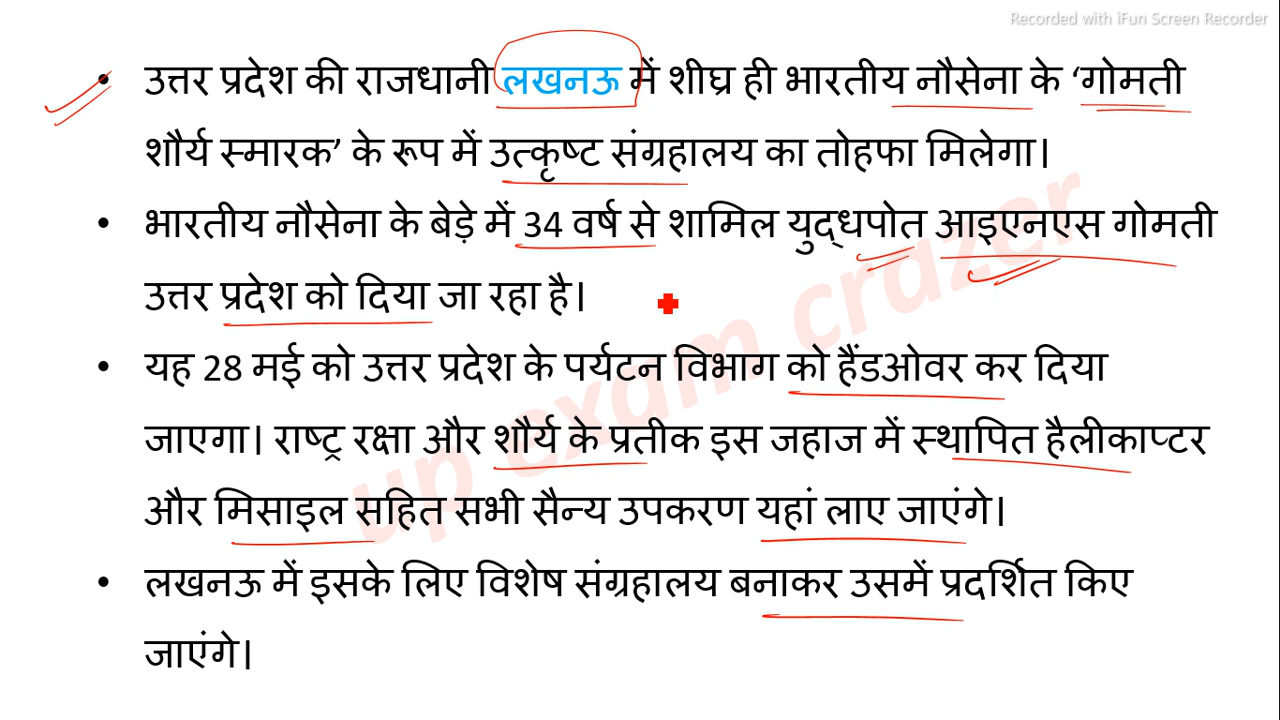 Recorded with iFun Screen Recorder
• उत्तर प्रदेश की राजधानी लखनऊ में शीघ्र ही भारतीय नौसेना के ‘गोमती
शौर्य स्मारक’ के रूप में उत्कृष्ट संग्रहालय का तोहफा मिलेगा।
• भारतीय नौसेना के बेड़े में 34 वर्ष से शामिल युद्धपोत आइएनएस गोमती
उत्तर प्रदेश को दिया जा रहा है।
• यह 28 मई को उत्तर प्रदेश के पर्यटन विभाग को हैंडओवर कर दिया
जाएगा। राष्ट्र रक्षा और शौर्य के प्रतीक इस जहाज में स्थापित हैलीकाप्टर
और मिसाइल सहित सभी सैन्य उपकरण यहां लाए जाएंगे।
• लखनऊ में इसके लिए विशेष संग्रहालय बनाकर उसमें प्रदर्शित किए
जाएंगे।
up exam crazer